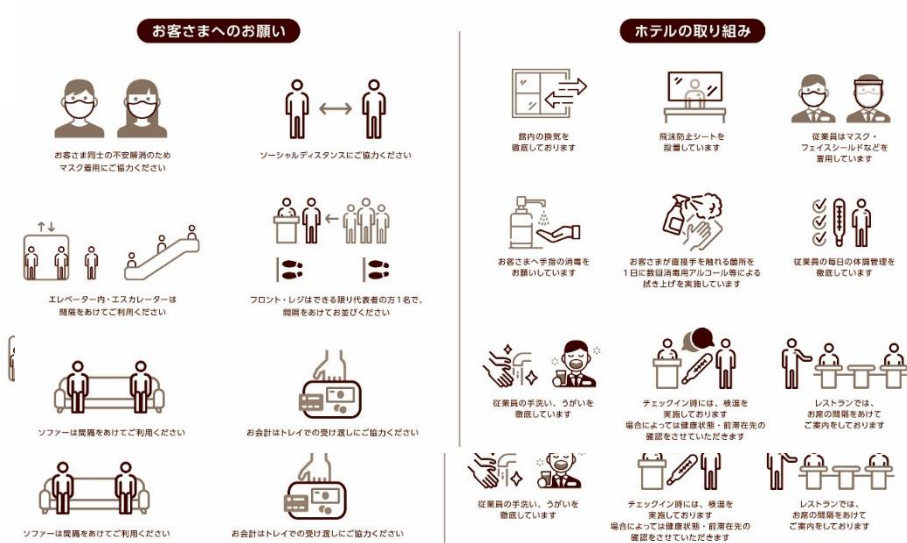 お客さまへのお願い
お客さま同士の不安解消のため
マスク着用にご協力ください
ソーシャルディスタンスにご協力ください
エレベーター内・エスカレーターは
間隔をあけてご利用ください
フロント・レジはできる限り代表者の方1名で、
間隔をあけてお並びください
ソファーは間隔をあけてご利用ください
お会計はトレイでの受け渡しにご協力ください
ソファーは間隔をあけてご利用ください
お会計はトレイでの受け渡しにご協力ください
ホテルの取り組み
館内の換気を
徹底しております
飛沫防止シートを
設置しています
従業員はマスク・
フェイスシールドなどを
着用しています
お客さまへ手指の消毒を
お願いしています
お客さまが直接手を触れる箇所を
1日に数回消毒用アルコール等による
拭き上げを実施しています
従業員の毎日の体調管理を
徹底しています
従業員の手洗い、うがいを
徹底しています
チェックイン時には、検温を
実施しております
場合によっては健康状態・前滞在先の
確認をさせていただきます
レストランでは、
お席の間隔をあけて
ご案内をしております
従業員の手洗い、うがいを
徹底しています
チェックイン時には、検温を
実施しております
場合によっては健康状態・前滞在先の
確認をさせていただきます
レストランでは、
お席の間隔をあけて
ご案内をしております